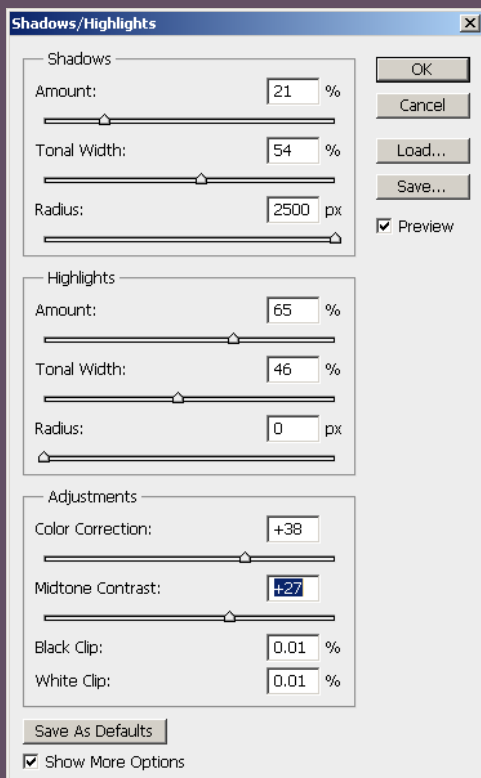 Shadows/Highlights
Shadows
Amount: 21 %
Tonal Width: 54 %
Radius: 2500 px
Highlights
Amount: 65 %
Tonal Width: 46 %
Radius: 0 px
Adjustments
Color Correction: +38
Midtone Contrast: +27
Black Clip: 0.01 %
White Clip: 0.01 %
Save As Defaults
Show More Options
OK
Cancel
Load...
Save...
Preview